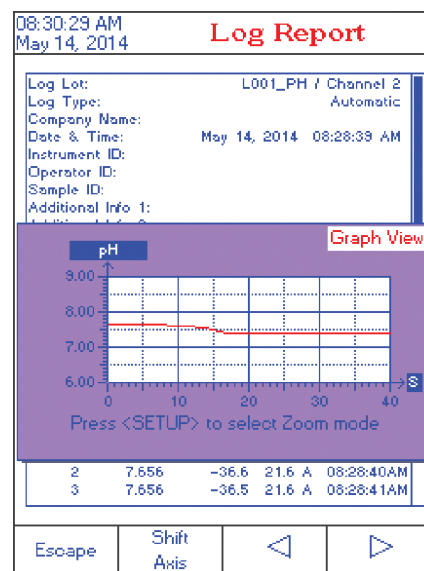 08:30:29 AM
May 14, 2014
Log Report
Log Lot: L001_PH / Channel 2
Log Type: Automatic
Company Name:
Date & Time: May 14, 2014 08:28:39 AM
Instrument ID:
Operator ID:
Sample ID:
Additional Info 1:
Graph View
pH
9.00
8.00
7.00
6.00
0 10 20 30 40
S
Press <SETUP> to select Zoom mode
2 7.656 -36.6 21.6 A 08:28:40AM
3 7.656 -36.5 21.6 A 08:28:41AM
Escape
Shift
Axis